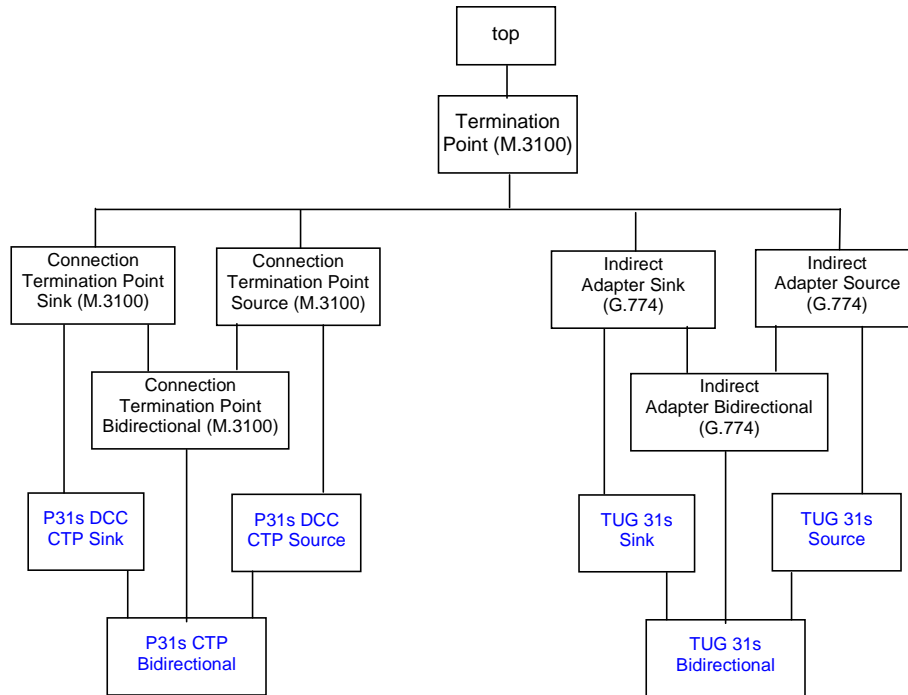 top
Termination
Point (M.3100)
Connection
Termination Point
Sink (M.3100)
Connection
Termination Point
Source (M.3100)
Indirect
Adapter Sink
(G.774)
Indirect
Adapter Source
(G.774)
Connection
Termination Point
Bidirectional (M.3100)
Indirect
Adapter Bidirectional
(G.774)
P31s DCC
CTP Sink
P31s DCC
CTP Source
TUG 31s
Sink
TUG 31s
Source
P31s CTP
Bidirectional
TUG 31s
Bidirectional